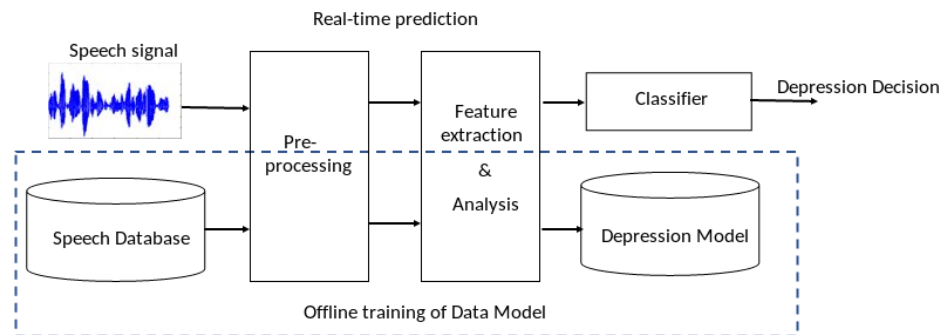 Real-time prediction
Speech signal
Pre-
processing
Feature
extraction
&
Analysis
Classifier
Depression Decision
Speech Database
Depression Model
Offline training of Data Model